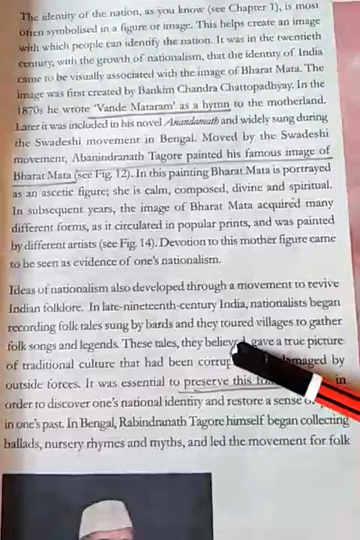 The identity of the nation, as you know (see Chapter 1), is most
often symbolised in a figure or image. This helps create an image
with which people can identify the nation. It was in the twentieth
century, with the growth of nationalism, that the identity of India
came to be visually associated with the image of Bharat Mata. The
image was first created by Bankim Chandra Chattopadhyay. In the
1870s he wrote 'Vande Mataram' as a hymn to the motherland.
Later it was included in his novel Anandamath and widely sung during
the Swadeshi movement in Bengal. Moved by the Swadeshi
movement, Abanindranath Tagore painted his famous image of
Bharat Mata (see Fig. 12). In this painting Bharat Mata is portrayed
as an ascetic figure; she is calm, composed, divine and spiritual.
In subsequent years, the image of Bharat Mata acquired many
different forms, as it circulated in popular prints, and was painted
by different artists (see Fig. 14). Devotion to this mother figure came
to be seen as evidence of one's nationalism.
Ideas of nationalism also developed through a movement to revive
Indian folklore. In late-nineteenth-century India, nationalists began
recording folk tales sung by bards and they toured villages to gather
folk songs and legends. These tales, they believed, gave a true picture
of traditional culture that had been damaged by
outside forces. It was essential to preserve this in
order to discover one's national identity and restore a sense
in one's past. In Bengal, Rabindranath Tagore himself began collecting
ballads, nursery rhymes and myths, and led the movement for folk